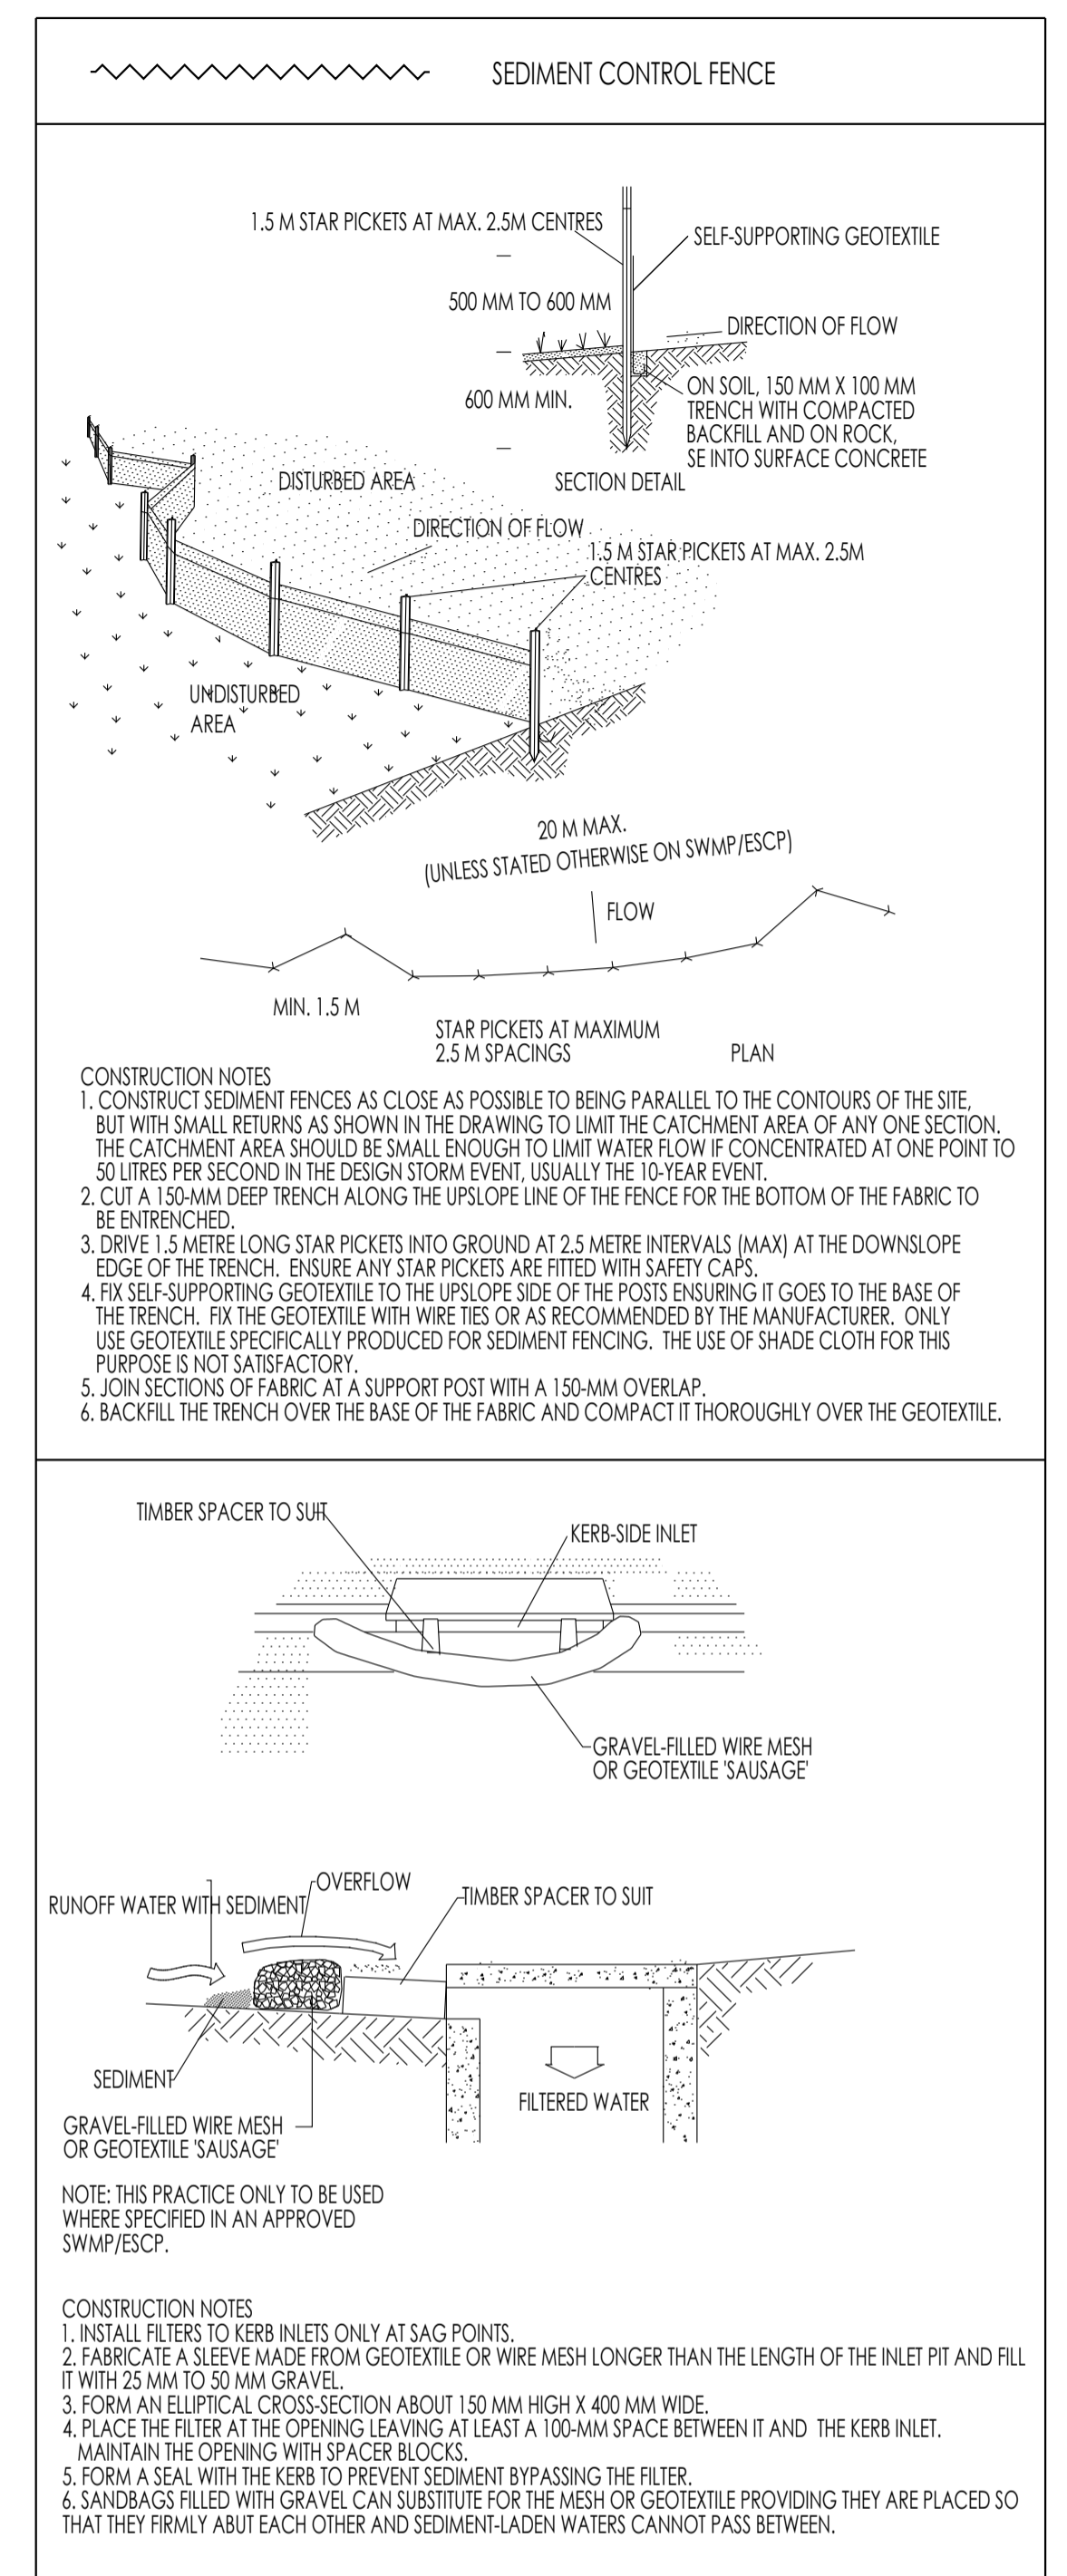 SEDIMENT CONTROL FENCE
1.5 M STAR PICKETS AT MAX. 2.5M CENTRES
SELF-SUPPORTING GEOTEXTILE
500 MM TO 600 MM
DIRECTION OF FLOW
600 MM MIN.
ON SOIL, 150 MM X 100 MM
TRENCH WITH COMPACTED
BACKFILL AND ON ROCK,
SE INTO SURFACE CONCRETE
SECTION DETAIL
DISTURBED AREA
DIRECTION OF FLOW
1.5 M STAR PICKETS AT MAX. 2.5M
CENTRES
UNDISTURBED
AREA
20 M MAX.
(UNLESS STATED OTHERWISE ON SWMP/ESCP)
FLOW
MIN. 1.5 M
STAR PICKETS AT MAXIMUM
2.5 M SPACINGS
PLAN
CONSTRUCTION NOTES
1. CONSTRUCT SEDIMENT FENCES AS CLOSE AS POSSIBLE TO BEING PARALLEL TO THE CONTOURS OF THE SITE,
BUT WITH SMALL RETURNS AS SHOWN IN THE DRAWING TO LIMIT THE CATCHMENT AREA OF ANY ONE SECTION.
THE CATCHMENT AREA SHOULD BE SMALL ENOUGH TO LIMIT WATER FLOW IF CONCENTRATED AT ONE POINT TO
50 LITRES PER SECOND IN THE DESIGN STORM EVENT, USUALLY THE 10-YEAR EVENT.
2. CUT A 150-MM DEEP TRENCH ALONG THE UPSLOPE LINE OF THE FENCE FOR THE BOTTOM OF THE FABRIC TO
BE ENTRENCHED.
3. DRIVE 1.5 METRE LONG STAR PICKETS INTO GROUND AT 2.5 METRE INTERVALS (MAX) AT THE DOWNSLOPE
EDGE OF THE TRENCH. ENSURE ANY STAR PICKETS ARE FITTED WITH SAFETY CAPS.
4. FIX SELF-SUPPORTING GEOTEXTILE TO THE UPSLOPE SIDE OF THE POSTS ENSURING IT GOES TO THE BASE OF
THE TRENCH. FIX THE GEOTEXTILE WITH WIRE TIES OR AS RECOMMENDED BY THE MANUFACTURER. ONLY
USE GEOTEXTILE SPECIFICALLY PRODUCED FOR SEDIMENT FENCING. THE USE OF SHADE CLOTH FOR THIS
PURPOSE IS NOT SATISFACTORY.
5. JOIN SECTIONS OF FABRIC AT A SUPPORT POST WITH A 150-MM OVERLAP.
6. BACKFILL THE TRENCH OVER THE BASE OF THE FABRIC AND COMPACT IT THOROUGHLY OVER THE GEOTEXTILE.
TIMBER SPACER TO SUIT
KERB-SIDE INLET
GRAVEL-FILLED WIRE MESH
OR GEOTEXTILE 'SAUSAGE'
OVERFLOW
RUNOFF WATER WITH SEDIMENT
TIMBER SPACER TO SUIT
SEDIMENT
FILTERED WATER
GRAVEL-FILLED WIRE MESH
OR GEOTEXTILE 'SAUSAGE'
NOTE: THIS PRACTICE ONLY TO BE USED
WHERE SPECIFIED IN AN APPROVED
SWMP/ESCP.
CONSTRUCTION NOTES
1. INSTALL FILTERS TO KERB INLETS ONLY AT SAG POINTS.
2. FABRICATE A SLEEVE MADE FROM GEOTEXTILE OR WIRE MESH LONGER THAN THE LENGTH OF THE INLET PIT AND FILL
IT WITH 25 MM TO 50 MM GRAVEL.
3. FORM AN ELLIPTICAL CROSS-SECTION ABOUT 150 MM HIGH X 400 MM WIDE.
4. PLACE THE FILTER AT THE OPENING LEAVING AT LEAST A 100-MM SPACE BETWEEN IT AND THE KERB INLET.
MAINTAIN THE OPENING WITH SPACER BLOCKS.
5. FORM A SEAL WITH THE KERB TO PREVENT SEDIMENT BYPASSING THE FILTER.
6. SANDBAGS FILLED WITH GRAVEL CAN SUBSTITUTE FOR THE MESH OR GEOTEXTILE PROVIDING THEY ARE PLACED SO
THAT THEY FIRMLY ABUT EACH OTHER AND SEDIMENT-LADEN WATERS CANNOT PASS BETWEEN.